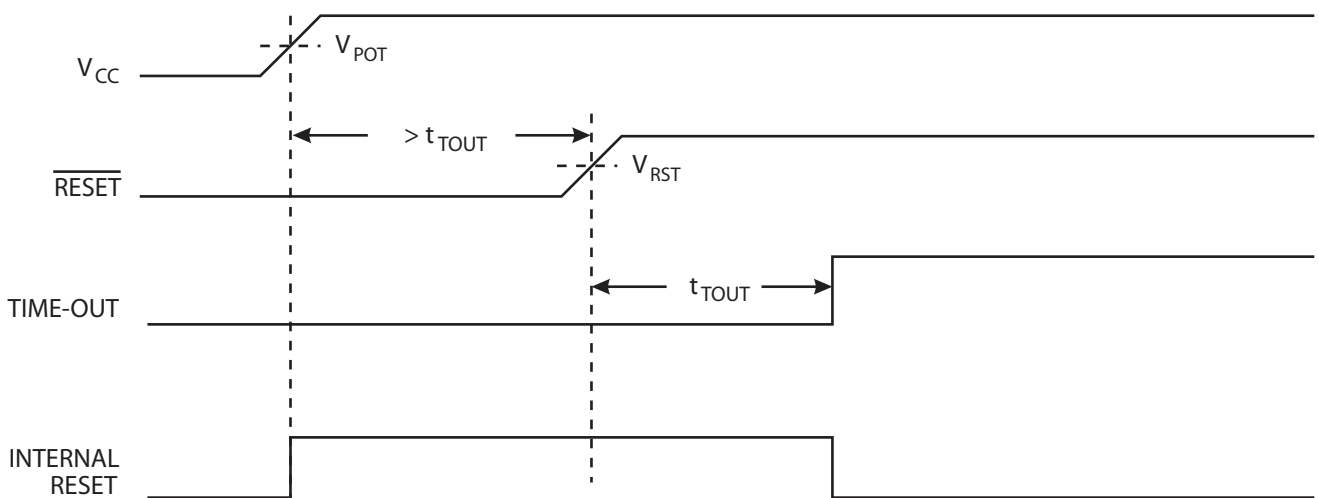 V_POT
V_CC
> t_TOUT
V_RST
RESET
t_TOUT
TIME-OUT
INTERNAL
RESET